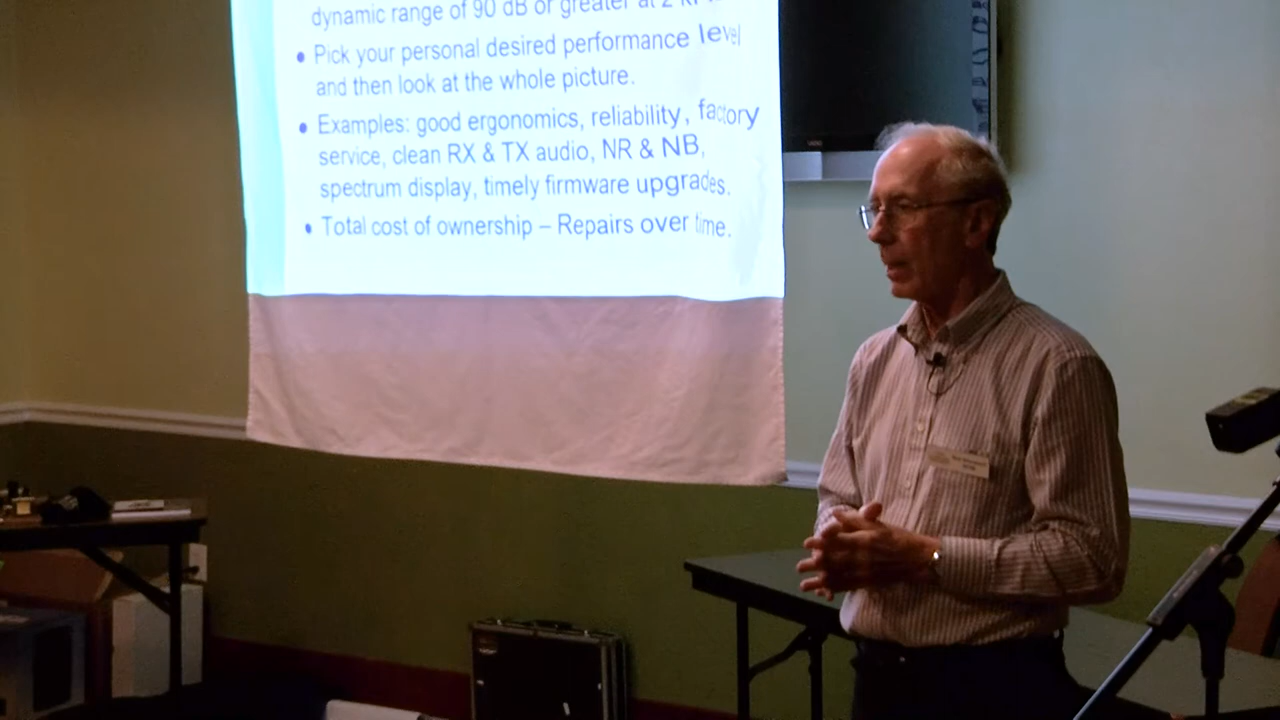 dynamic range of 90 dB or greater at 2
• Pick your personal desired performance level
and then look at the whole picture.
• Examples: good ergonomics, reliability, factory
service, clean RX & TX audio, NR & NB,
spectrum display, timely firmware upgrades.
• Total cost of ownership – Repairs over time.